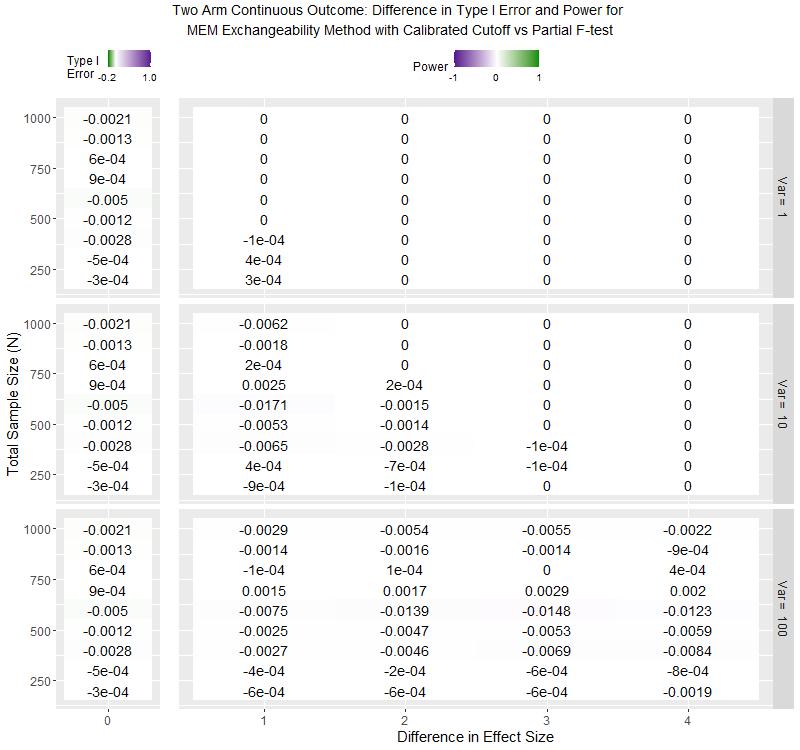 Two Arm Continuous Outcome: Difference in Type I Error and Power for
MEM Exchangeability Method with Calibrated Cutoff vs Partial F-test
Type I
Error -0.2 1.0
Power -1 0 1
Total Sample Size (N)
1000 -0.0021 0 0 0 0
-0.0013 0 0 0 0
6e-04 0 0 0 0
750 9e-04 0 0 0 0
-0.005 0 0 0 0
500 -0.0012 0 0 0 0
-0.0028 -1e-04 0 0 0
250 -5e-04 4e-04 0 0 0
-3e-04 3e-04 0 0 0
Var = 1
1000 -0.0021 -0.0062 0 0 0
-0.0013 -0.0018 0 0 0
6e-04 2e-04 0 0 0
750 9e-04 0.0025 2e-04 0 0
-0.005 -0.0171 -0.0015 0 0
500 -0.0012 -0.0053 -0.0014 0 0
-0.0028 -0.0065 -0.0028 -1e-04 0
250 -5e-04 4e-04 -7e-04 -1e-04 0
-3e-04 -9e-04 -1e-04 0 0
Var = 10
1000 -0.0021 -0.0029 -0.0054 -0.0055 -0.0022
-0.0013 -0.0014 -0.0016 -0.0014 -9e-04
6e-04 -1e-04 1e-04 0 4e-04
750 9e-04 0.0015 0.0017 0.0029 0.002
-0.005 -0.0075 -0.0139 -0.0148 -0.0123
500 -0.0012 -0.0025 -0.0047 -0.0053 -0.0059
-0.0028 -0.0027 -0.0046 -0.0069 -0.0084
250 -5e-04 -4e-04 -2e-04 -6e-04 -8e-04
-3e-04 -6e-04 -6e-04 -6e-04 -0.0019
Var = 100
0 1 2 3 4
Difference in Effect Size